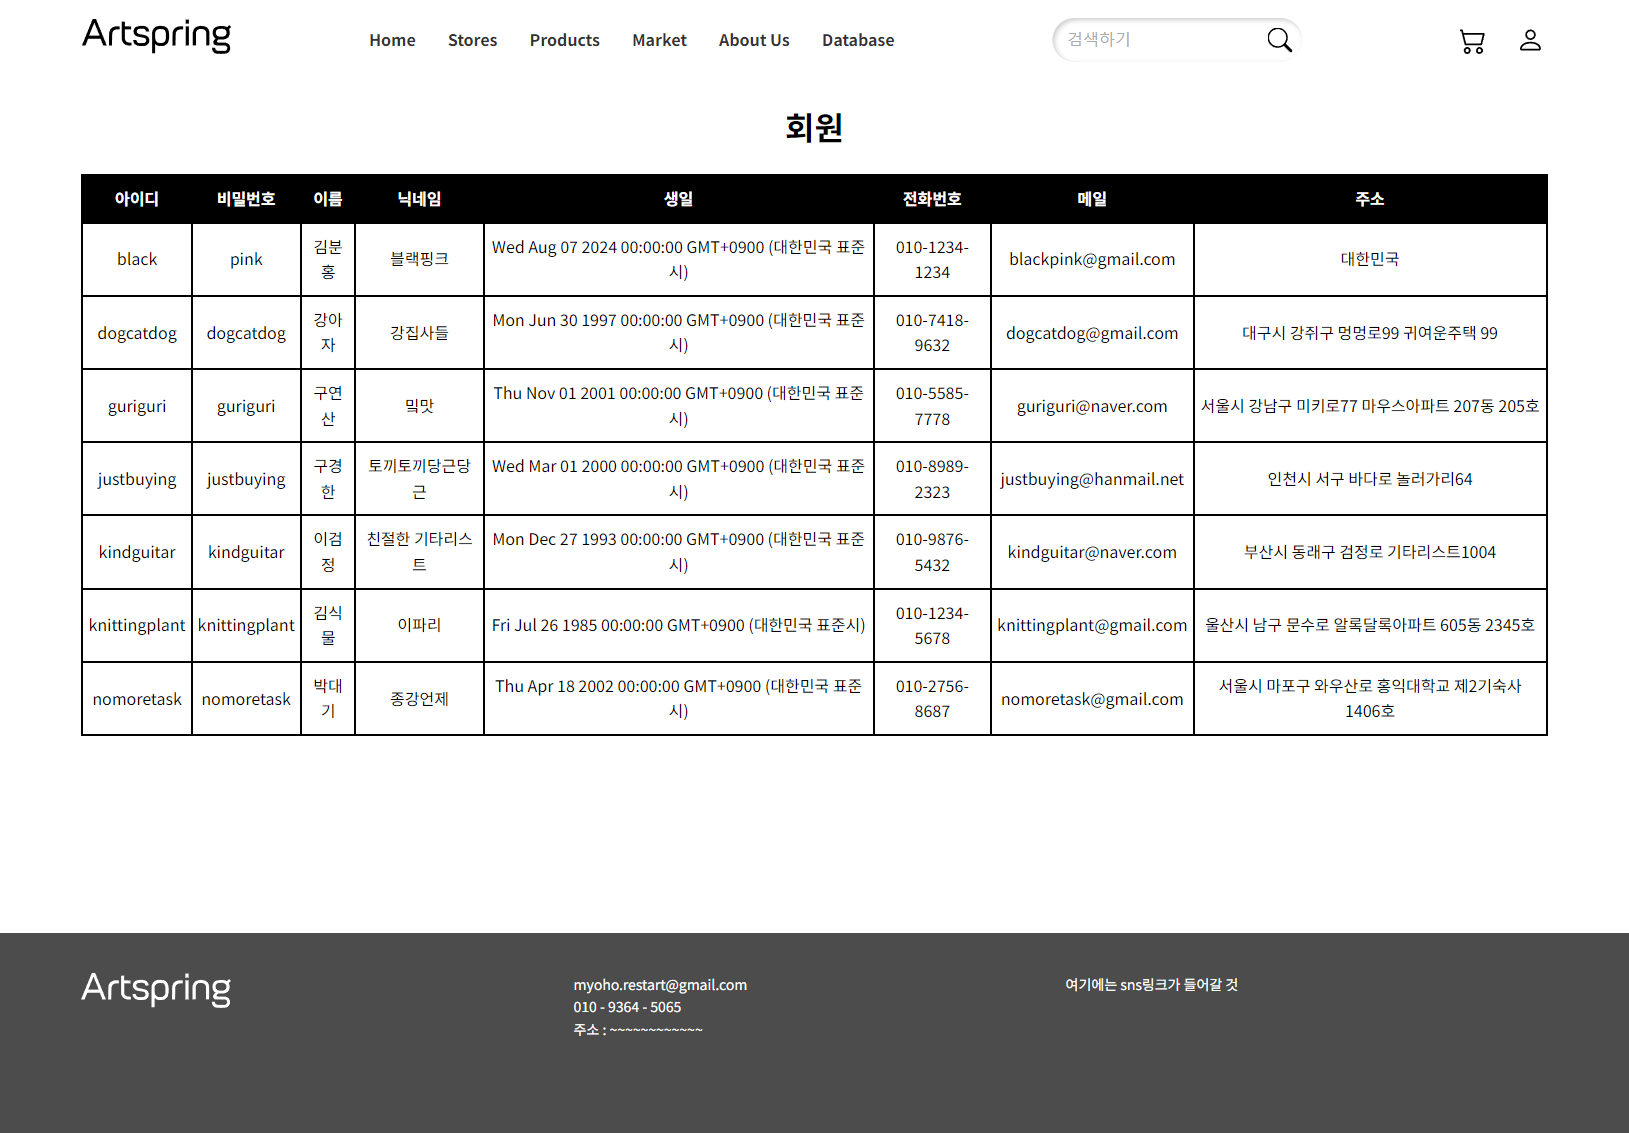 Artspring
Home Stores Products Market About Us Database
검색하기
회원
아이디 비밀번호 이름 닉네임 생일 전화번호 메일 주소
black pink 김분홍 블랙핑크 Wed Aug 07 2024 00:00:00 GMT+0900 (대한민국 표준시) 010-1234-1234 blackpink@gmail.com 대한민국
dogcatdog dogcatdog 강아자 강집사들 Mon Jun 30 1997 00:00:00 GMT+0900 (대한민국 표준시) 010-7418-9632 dogcatdog@gmail.com 대구시 강쥐구 멍멍로99 귀여운주택 99
guriguri guriguri 구연산 밐맛 Thu Nov 01 2001 00:00:00 GMT+0900 (대한민국 표준시) 010-5585-7778 guriguri@naver.com 서울시 강남구 미키로77 마우스아파트 207동 205호
justbuying justbuying 구경한 토끼토끼당근당근 Wed Mar 01 2000 00:00:00 GMT+0900 (대한민국 표준시) 010-8989-2323 justbuying@hanmail.net 인천시 서구 바다로 놀러가리64
kindguitar kindguitar 이검정 친절한 기타리스트 Mon Dec 27 1993 00:00:00 GMT+0900 (대한민국 표준시) 010-9876-5432 kindguitar@naver.com 부산시 동래구 검정로 기타리스트1004
knittingplant knittingplant 김식물 이파리 Fri Jul 26 1985 00:00:00 GMT+0900 (대한민국 표준시) 010-1234-5678 knittingplant@gmail.com 울산시 남구 문수로 알록달록아파트 605동 2345호
nomoretask nomoretask 박대기 종강언제 Thu Apr 18 2002 00:00:00 GMT+0900 (대한민국 표준시) 010-2756-8687 nomoretask@gmail.com 서울시 마포구 와우산로 홍익대학교 제2기숙사 1406호
Artspring
myoho.restart@gmail.com
010 - 9364 - 5065
주소 : ~~~~~~~~~~~~
여기에는 sns링크가 들어갈 것